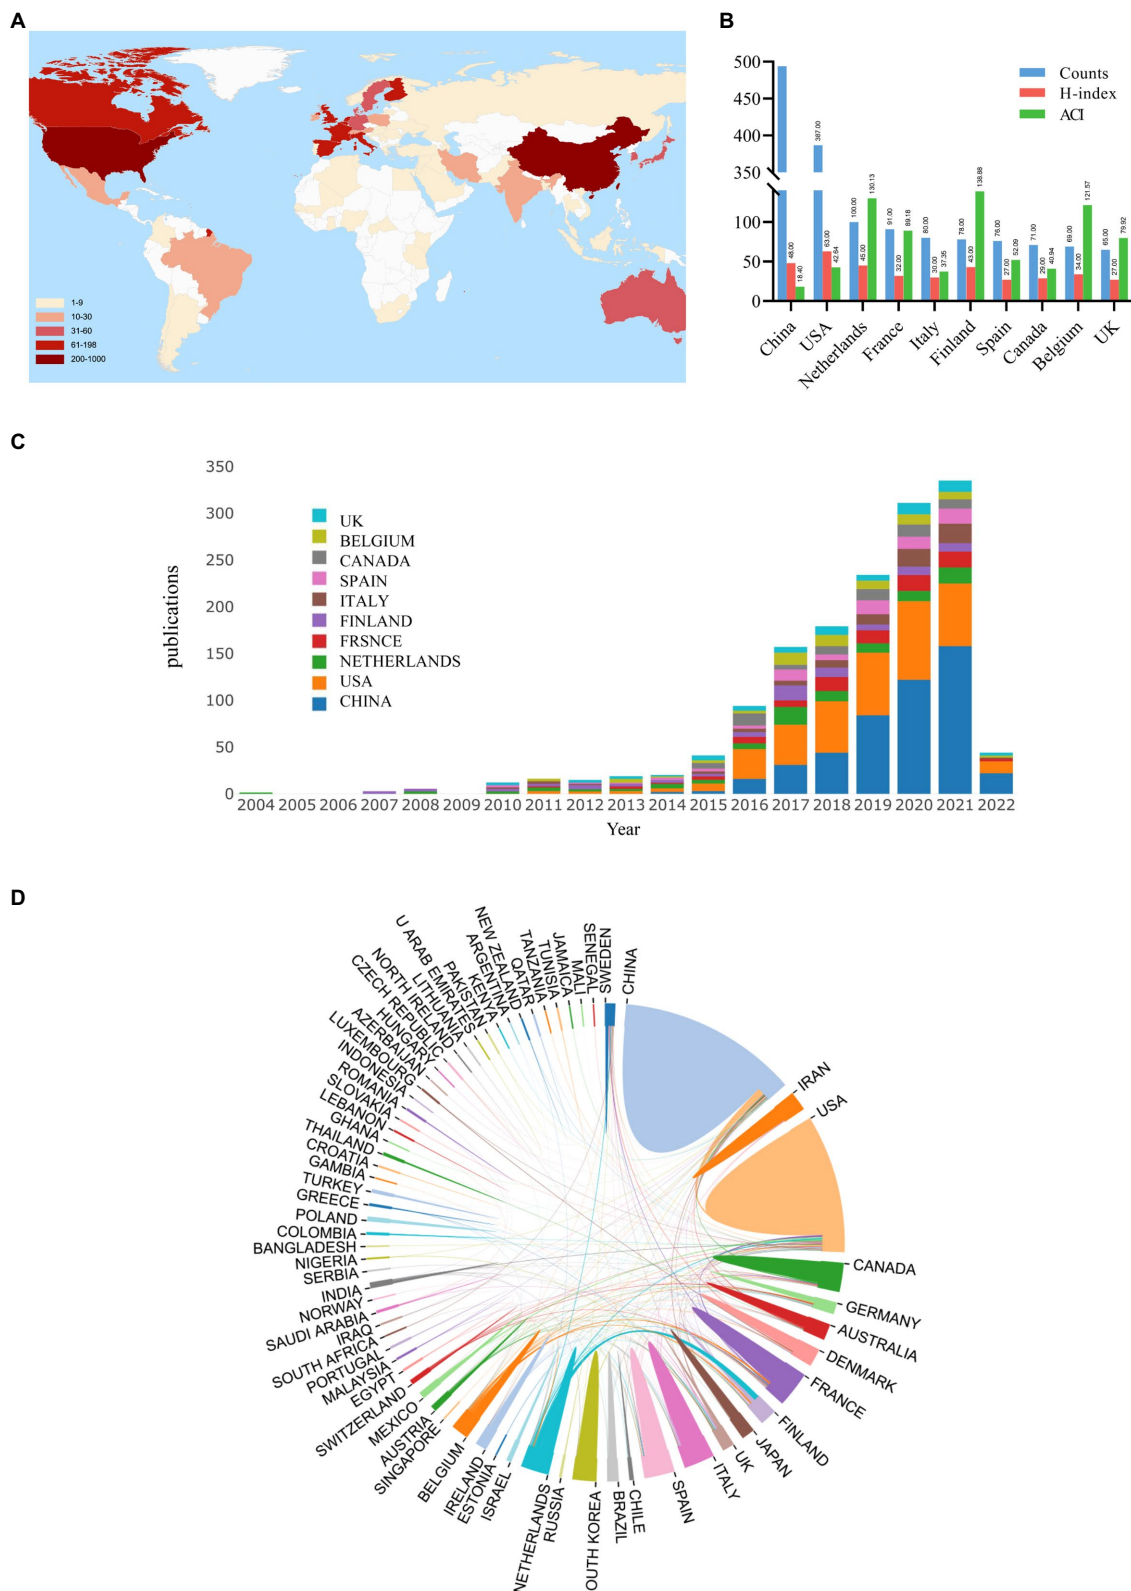 A
1-9
10-30
31-60
61-198
200-1000
B
500
450
400
350
100
50
0
Counts
H-index
ACI
48.00
18.40
387.00
63.00
42.64
100.00
45.00
130.13
91.00
32.00
89.18
80.00
30.00
37.35
78.00
43.00
138.88
76.00
27.00
52.09
71.00
29.00
40.94
69.00
34.00
121.57
65.00
27.00
79.92
China
USA
Netherlands
France
Italy
Finland
Spain
Canada
Belgium
UK
C
publications
350
300
250
200
150
100
50
0
UK
BELGIUM
CANADA
SPAIN
ITALY
FINLAND
FRSNCE
NETHERLANDS
USA
CHINA
2004 2005 2006 2007 2008 2009 2010 2011 2012 2013 2014 2015 2016 2017 2018 2019 2020 2021 2022
Year
D
CHINA
IRAN
USA
CANADA
GERMANY
AUSTRALIA
DENMARK
FRANCE
FINLAND
JAPAN
UK
ITALY
SPAIN
CHILE
BRAZIL
OUTH KOREA
RUSSIA
NETHERLANDS
ISRAEL
ESTONIA
IRELAND
BELGIUM
SINGAPORE
AUSTRIA
MEXICO
SWITZERLAND
EGYPT
MALAYSIA
PORTUGAL
SOUTH AFRICA
IRAQ
SAUDI ARABIA
NORWAY
INDIA
SERBIA
NIGERIA
BANGLADESH
COLOMBIA
POLAND
GREECE
TURKEY
GAMBIA
CROATIA
THAILAND
GHANA
LEBANON
SLOVAKIA
ROMANIA
INDONESIA
LUXEMBOURG
AZERBAIJAN
HUNGARY
CZECH REPUBLIC
NORTH IRELAND
LITHUANIA
U ARAB EMIRATES
PAKISTAN
KENYA
ARGENTINA
NEW ZEALAND
QATAR
TANZANIA
TUNISIA
JAMAICA
MALI
SENEGAL
SWEDEN